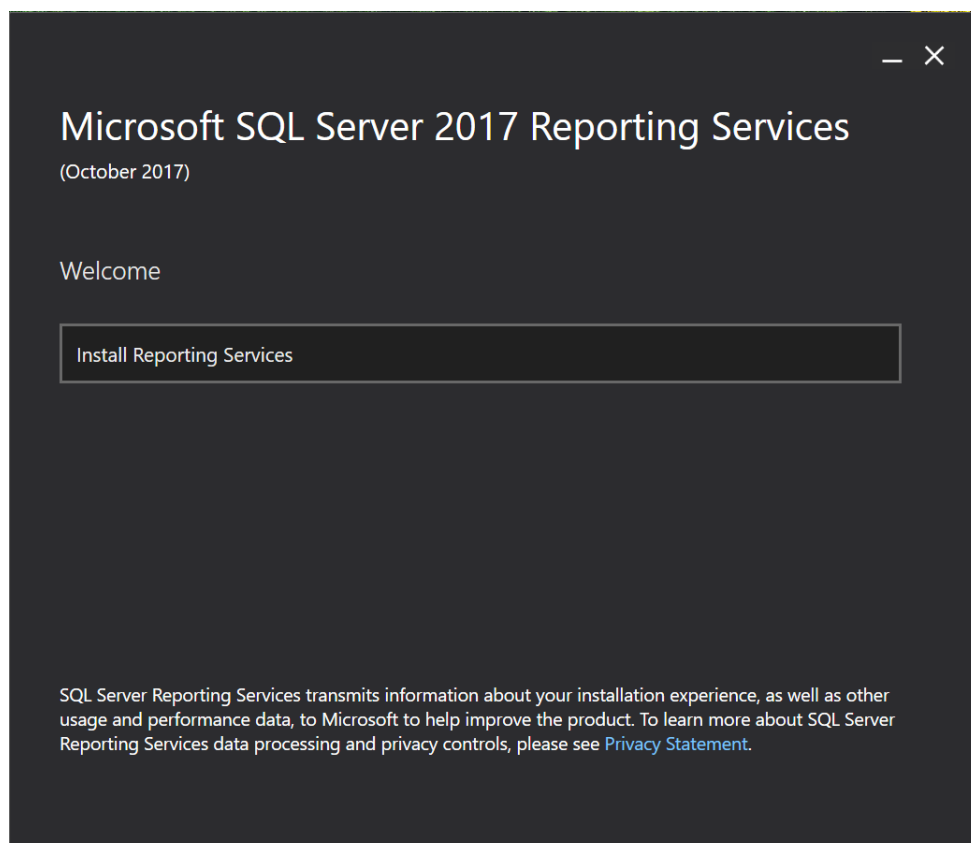 Microsoft SQL Server 2017 Reporting Services
(October 2017)
Welcome
Install Reporting Services
SQL Server Reporting Services transmits information about your installation experience, as well as other
usage and performance data, to Microsoft to help improve the product. To learn more about SQL Server
Reporting Services data processing and privacy controls, please see Privacy Statement.